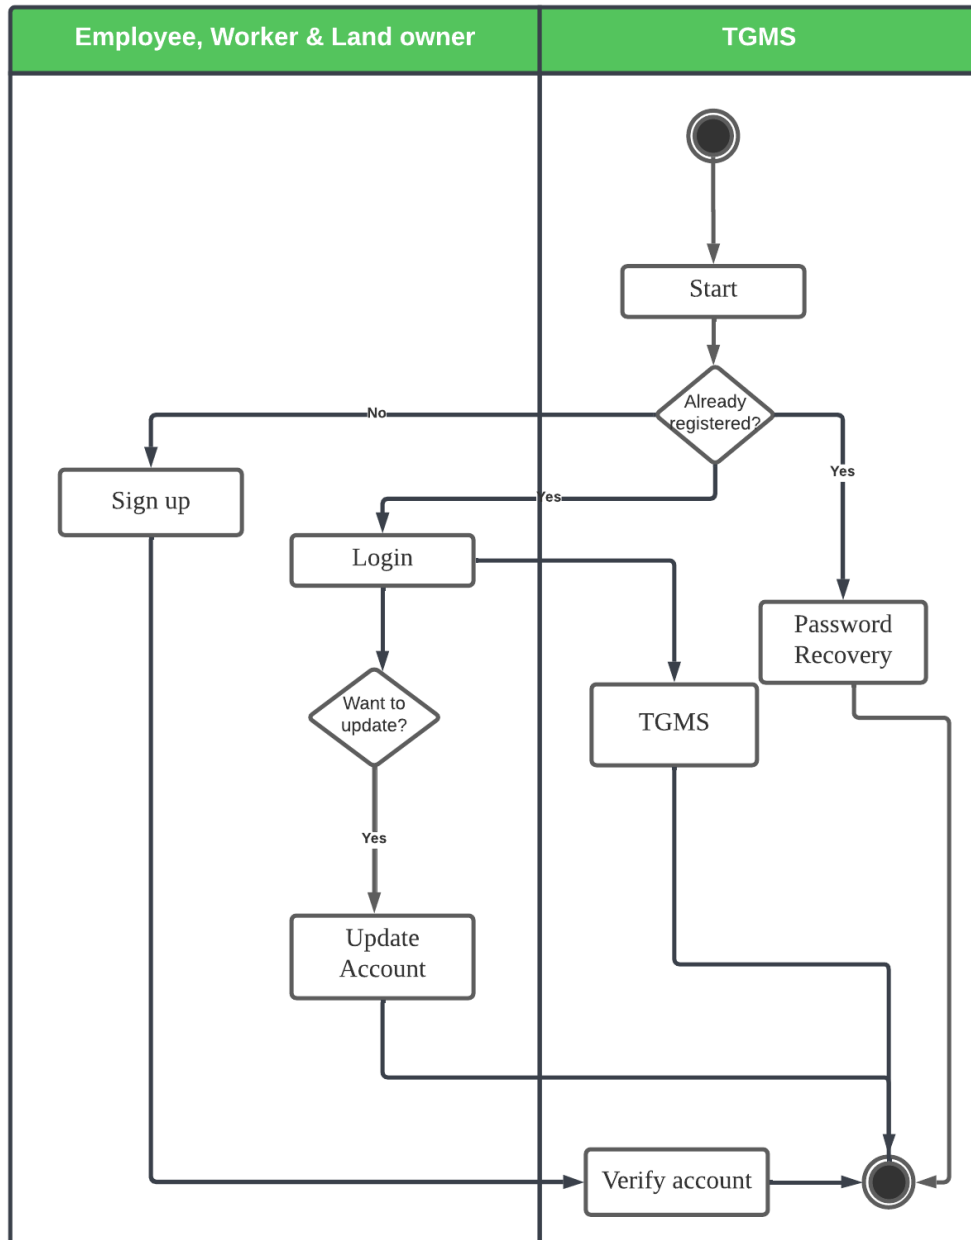 Employee, Worker & Land owner
TGMS
Start
Already
registered?
No
Yes
Sign up
Yes
Login
Password
Recovery
Want to
update?
TGMS
Yes
Update
Account
Verify account